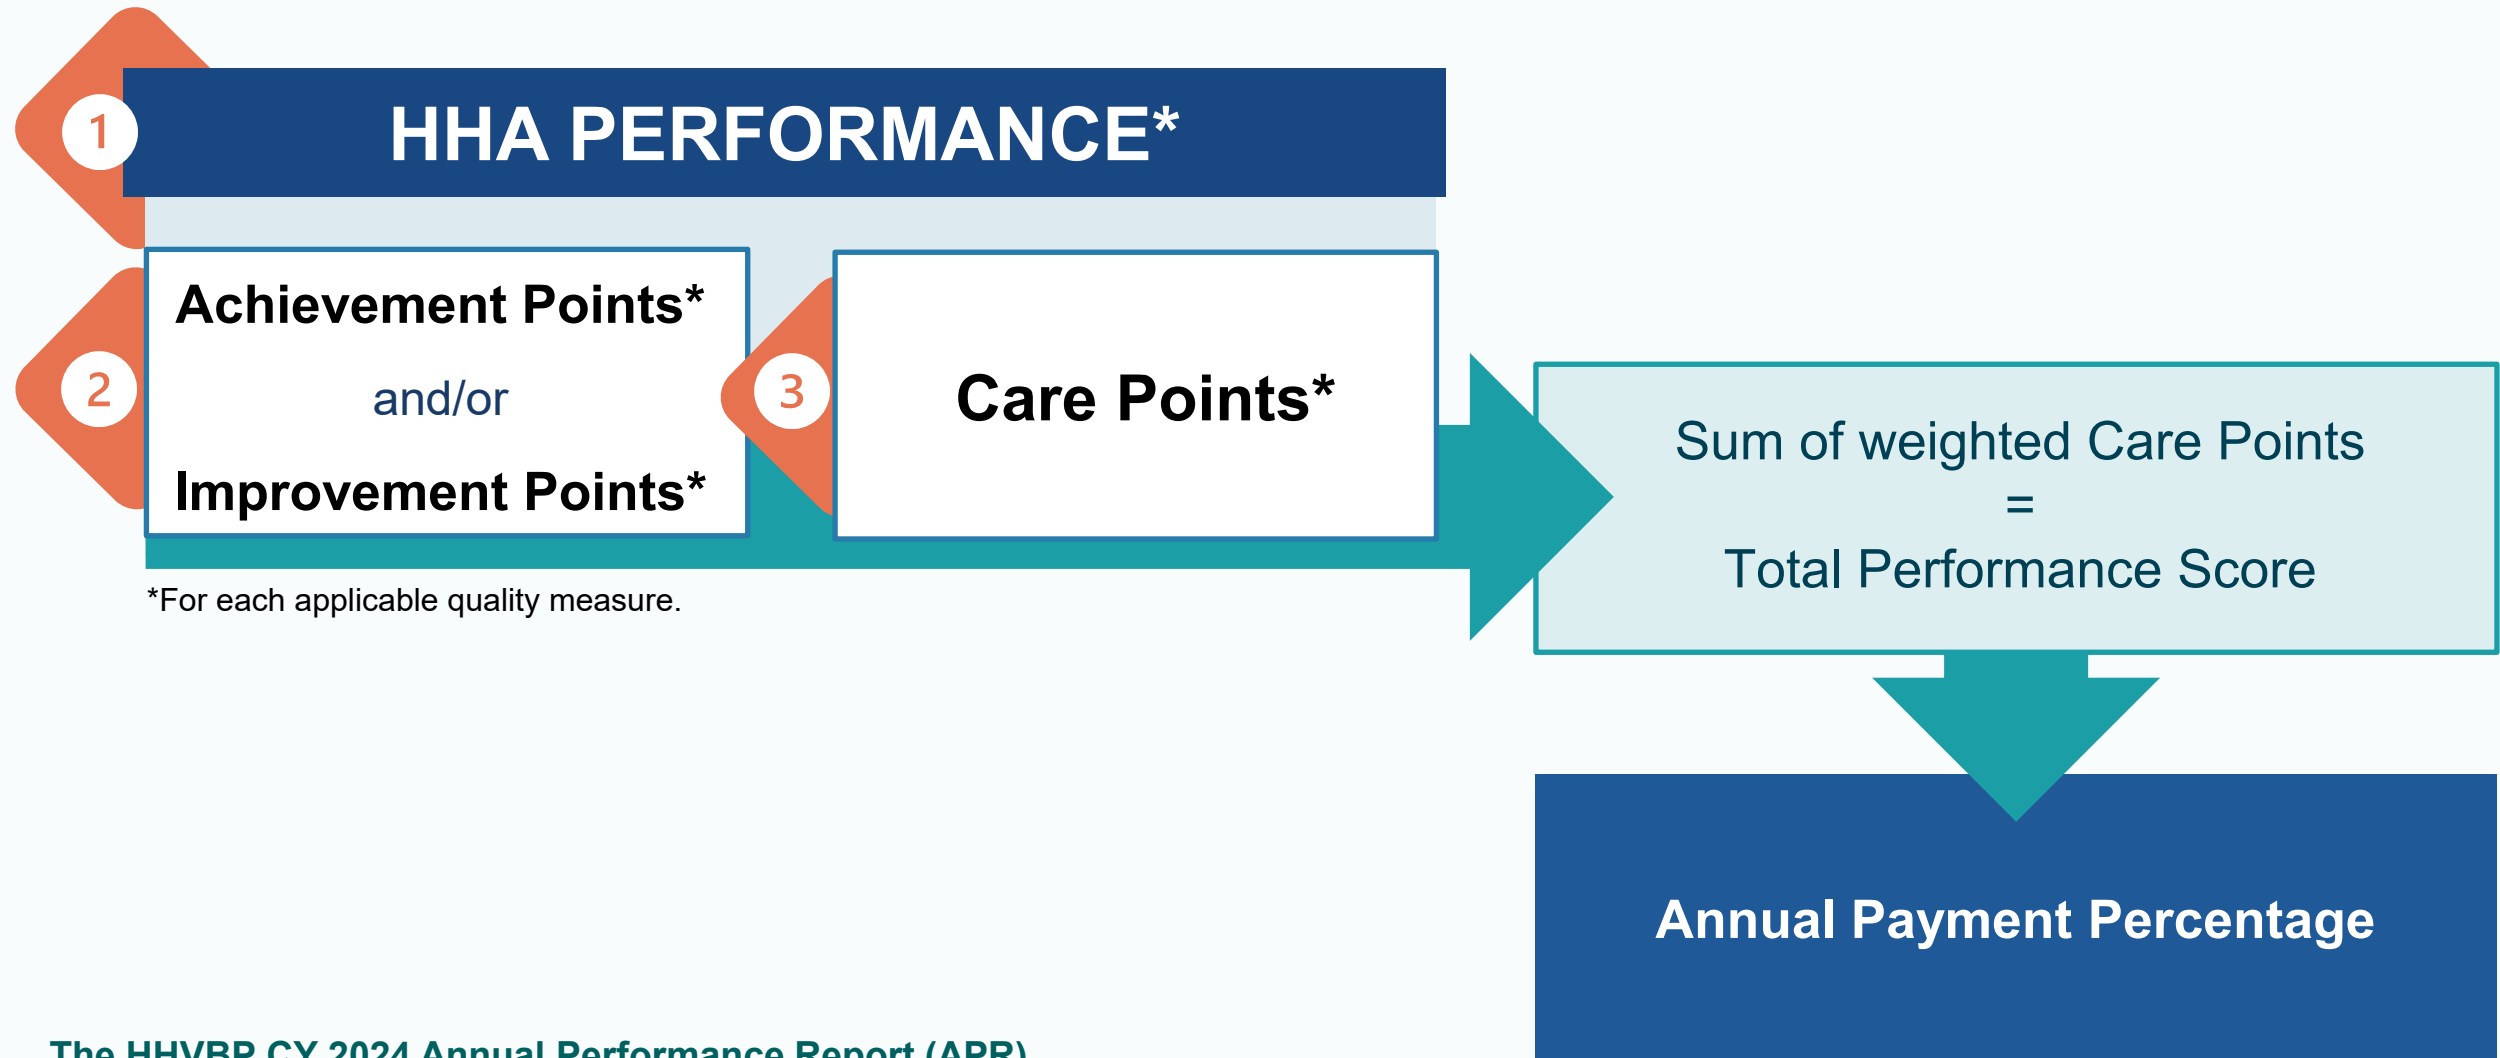 1
HHA PERFORMANCE*
2
Achievement Points*
and/or
Improvement Points*
3
Care Points*
*For each applicable quality measure.
Sum of weighted Care Points
=
Total Performance Score
Annual Payment Percentage
The HHVBP CY 2024 Annual Performance Report (APR)